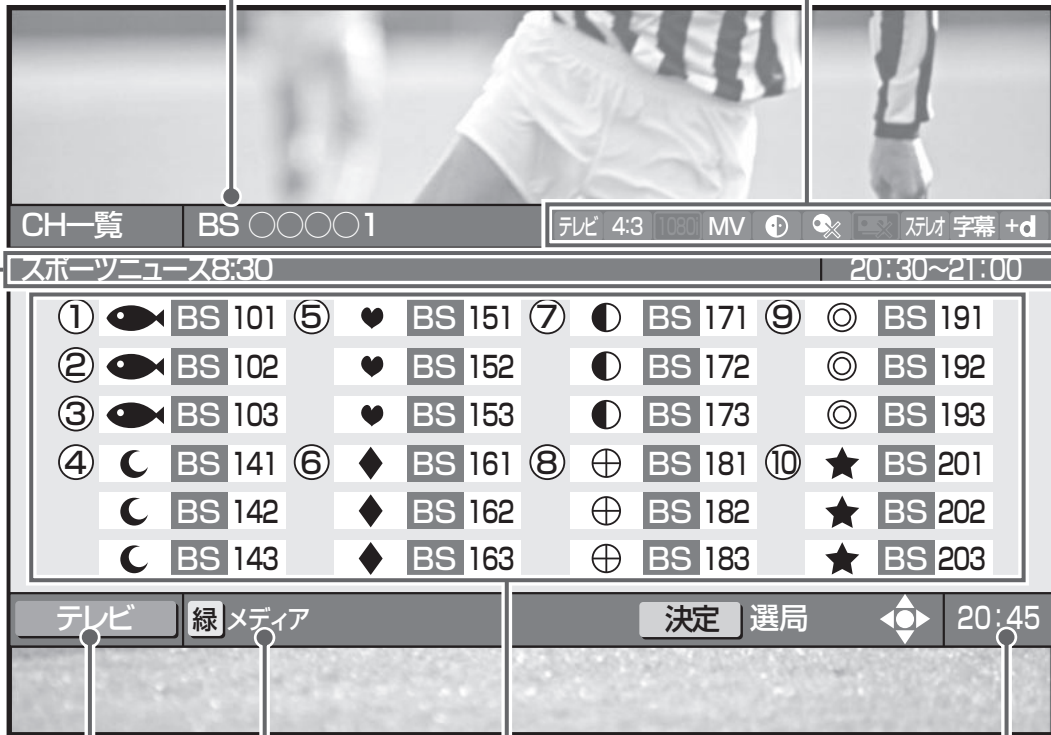 CH一覧 BS ○○○○1 テレビ 4:3 1080i MV ステレオ 字幕 +d
スポーツニュース8:30 20:30~21:00
① BS 101 ⑤ BS 151 ⑦ BS 171 ⑨ BS 191
② BS 102 BS 152 BS 172 BS 192
③ BS 103 BS 153 BS 173 BS 193
④ BS 141 ⑥ BS 161 ⑧ BS 181 ⑩ BS 201
BS 142 BS 162 BS 182 BS 202
BS 143 BS 163 BS 183 BS 203
テレビ 緑 メディア 決定 選局 20:45